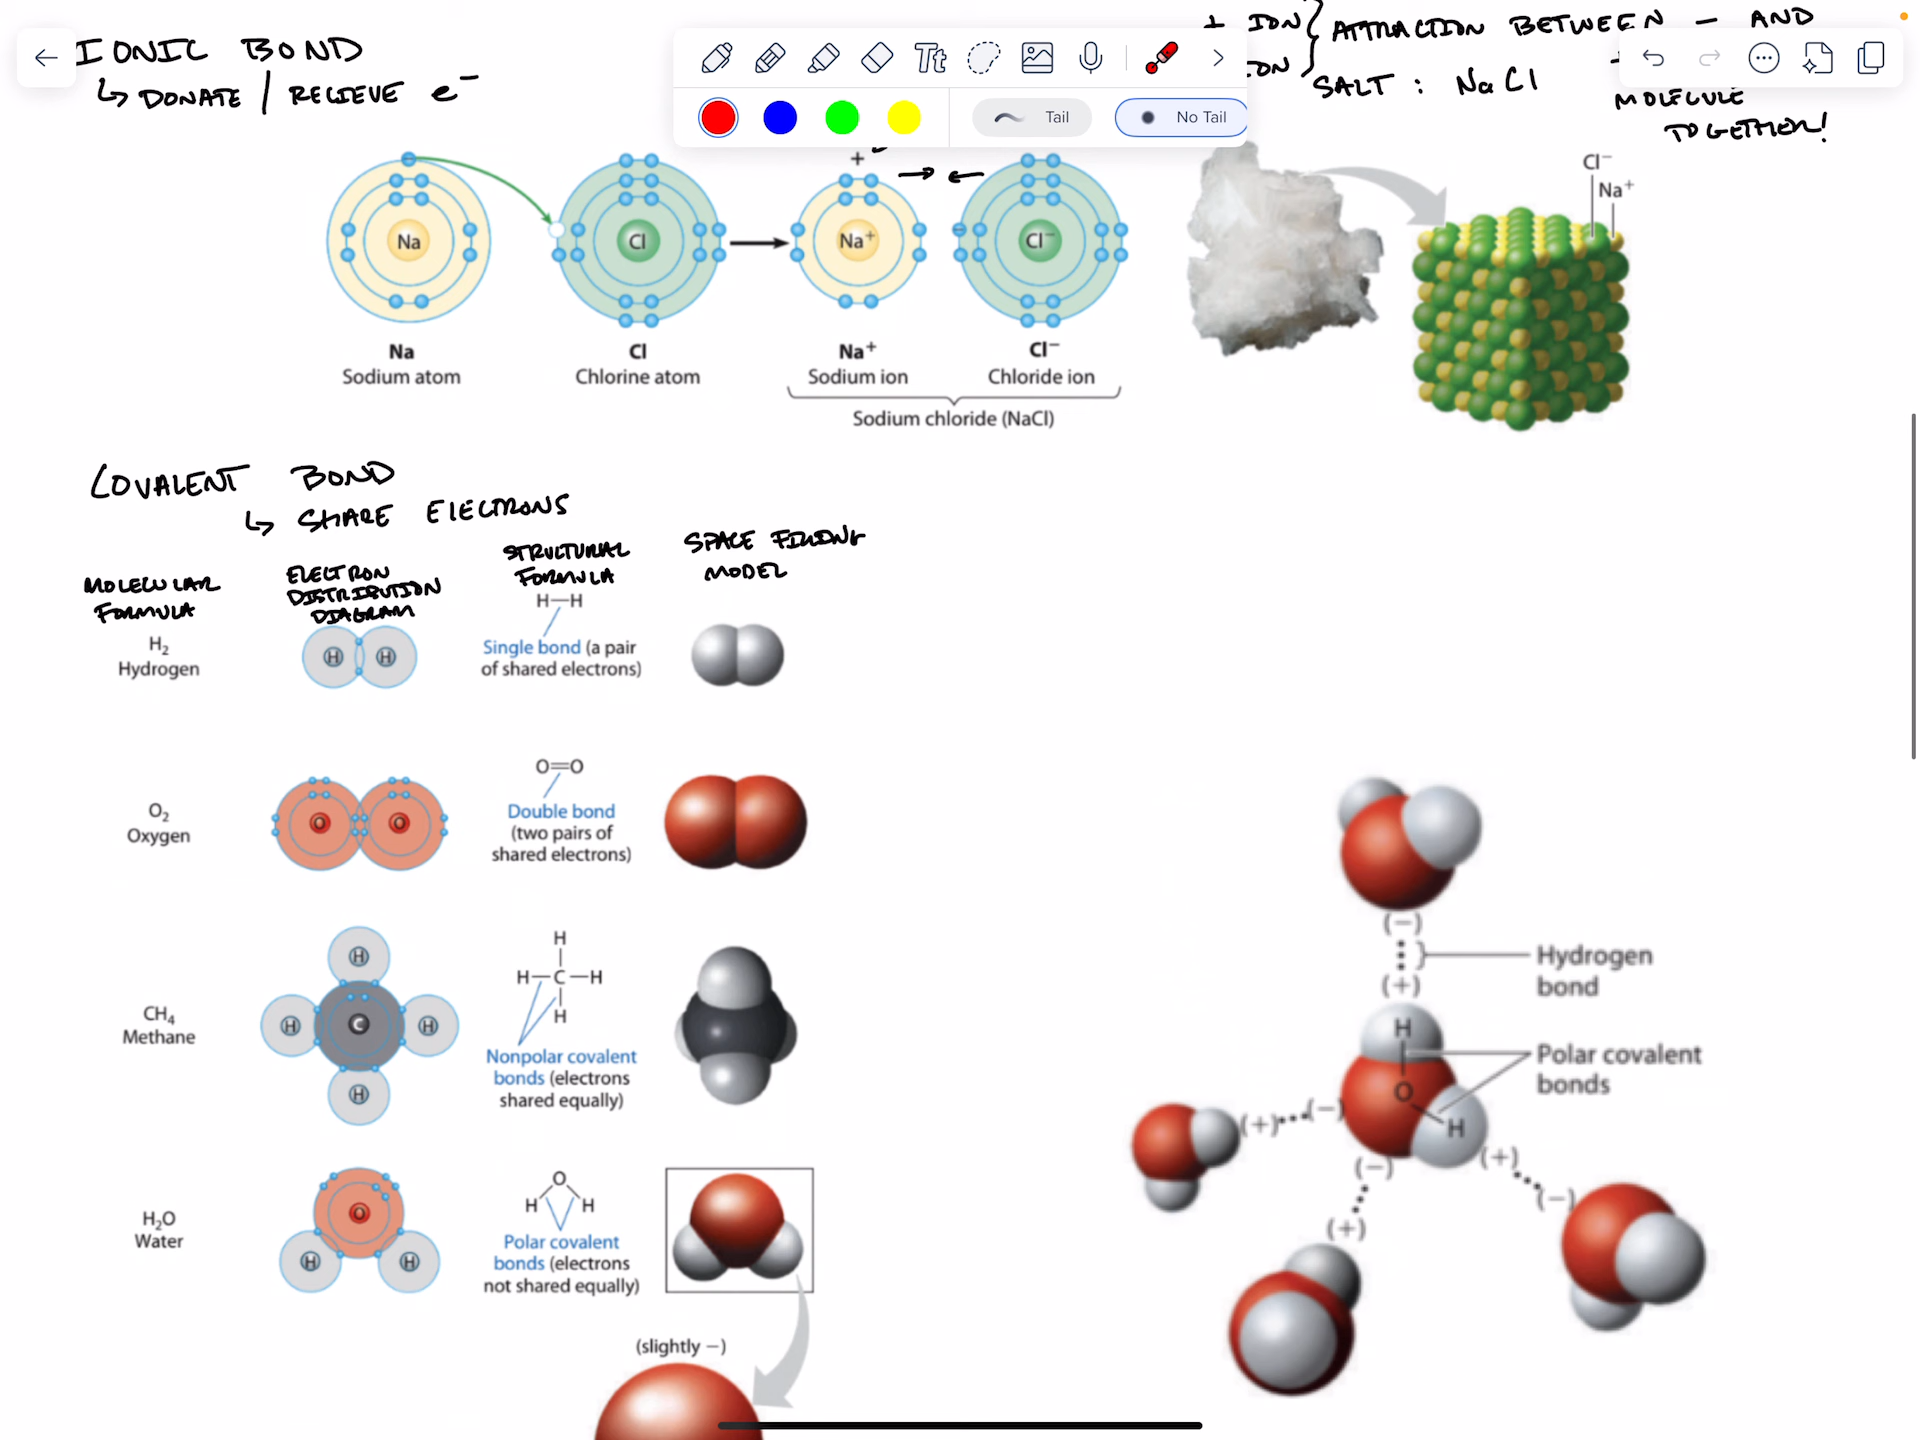 IONIC BOND
↳ DONATE / RECIEVE e⁻
+ ION
ION
ATTRACTION BETWEEN − AND
SALT : NaCl
MOLECULE
TOGETHER!
Tt
Tail
No Tail
Na
Cl
+
Na⁺
Cl⁻
Na
Sodium atom
Cl
Chlorine atom
Na⁺
Sodium ion
Cl⁻
Chloride ion
Sodium chloride (NaCl)
Cl⁻
Na⁺
COVALENT BOND
↳ SHARE ELECTRONS
MOLECULAR
FORMULA
ELECTRON
DISTRIBUTION
DIAGRAM
STRUCTURAL
FORMULA
SPACE FILLING
MODEL
H₂
Hydrogen
H H
H—H
Single bond (a pair
of shared electrons)
O₂
Oxygen
O O
O=O
Double bond
(two pairs of
shared electrons)
CH₄
Methane
H
H C H
H
H
H—C—H
H
Nonpolar covalent
bonds (electrons
shared equally)
H₂O
Water
O
H H
O
H H
Polar covalent
bonds (electrons
not shared equally)
(slightly −)
(−)
Hydrogen
bond
(+)
H
O
H
Polar covalent
bonds
(+) (−)
(−)
(+)
(+)
(−)